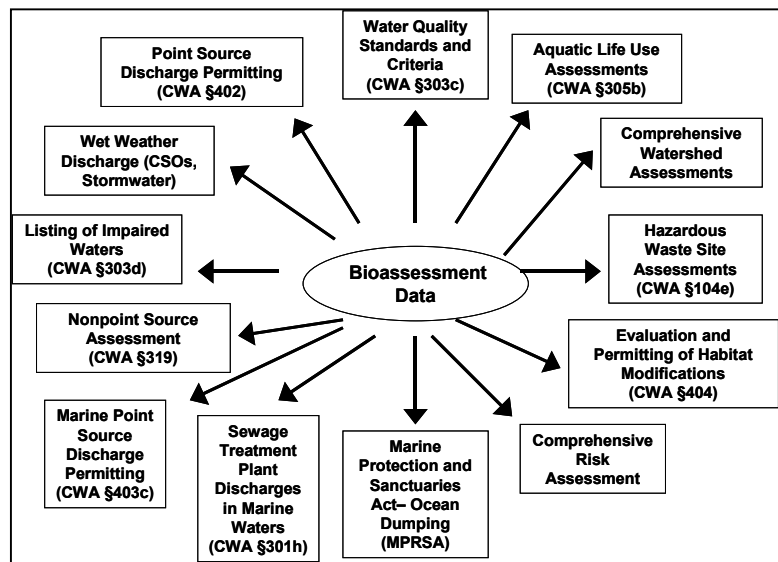 Water Quality
Standards and
Criteria
(CWA §303c)
Point Source
Discharge Permitting
(CWA §402)
Aquatic Life Use
Assessments
(CWA §305b)
Wet Weather
Discharge (CSOs,
Stormwater)
Comprehensive
Watershed
Assessments
Listing of Impaired
Waters
(CWA §303d)
Bioassessment
Data
Hazardous
Waste Site
Assessments
(CWA §104e)
Nonpoint Source
Assessment
(CWA §319)
Evaluation and
Permitting of Habitat
Modifications
(CWA §404)
Marine Point
Source
Discharge
Permitting
(CWA §403c)
Sewage
Treatment
Plant
Discharges
in Marine
Waters
(CWA §301h)
Marine
Protection and
Sanctuaries
Act– Ocean
Dumping
(MPRSA)
Comprehensive
Risk
Assessment